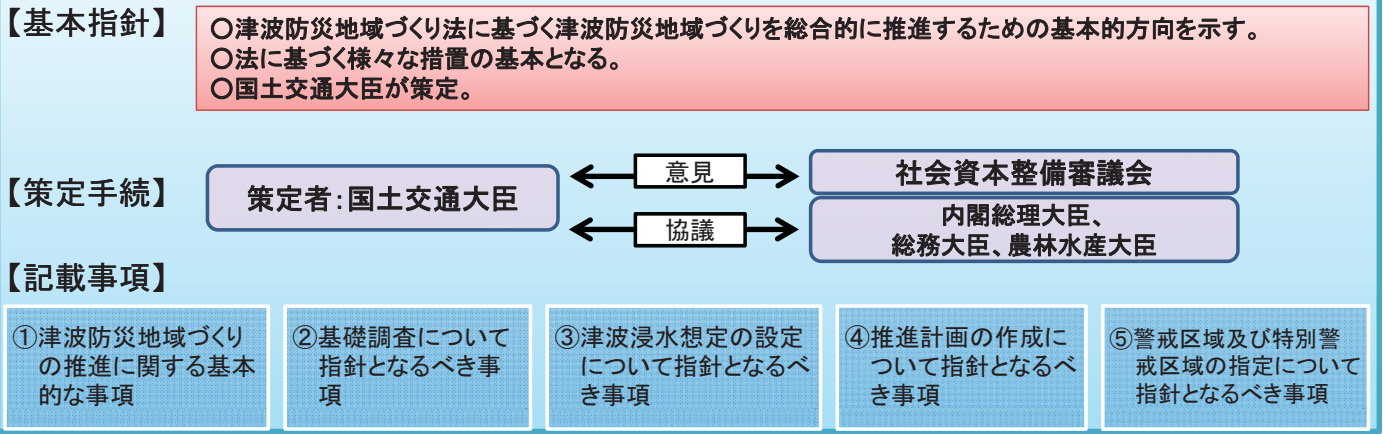 【基本指針】
○津波防災地域づくり法に基づく津波防災地域づくりを総合的に推進するための基本的方向を示す。
○法に基づく様々な措置の基本となる。
○国土交通大臣が策定。
【策定手続】
策定者：国土交通大臣
意見
社会資本整備審議会
協議
内閣総理大臣、
総務大臣、農林水産大臣
【記載事項】
①津波防災地域づくり
の推進に関する基本
的な事項
②基礎調査について
指針となるべき事
項
③津波浸水想定の設定
について指針となるべ
き事項
④推進計画の作成に
ついて指針となるべ
き事項
⑤警戒区域及び特別警
戒区域の指定について
指針となるべき事項